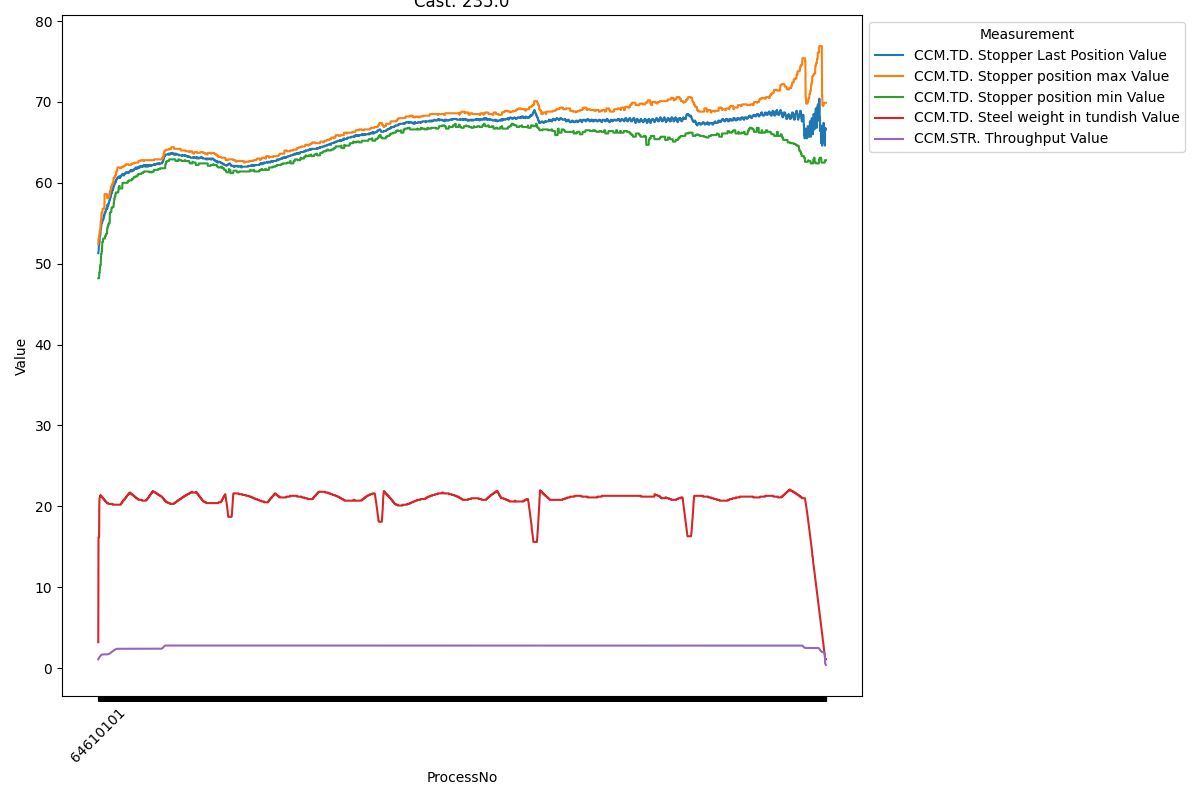 Cast: 235.0
80
70
60
50
40
30
20
10
0
Value
64610101
ProcessNo
Measurement
CCM.TD. Stopper Last Position Value
CCM.TD. Stopper position max Value
CCM.TD. Stopper position min Value
CCM.TD. Steel weight in tundish Value
CCM.STR. Throughput Value